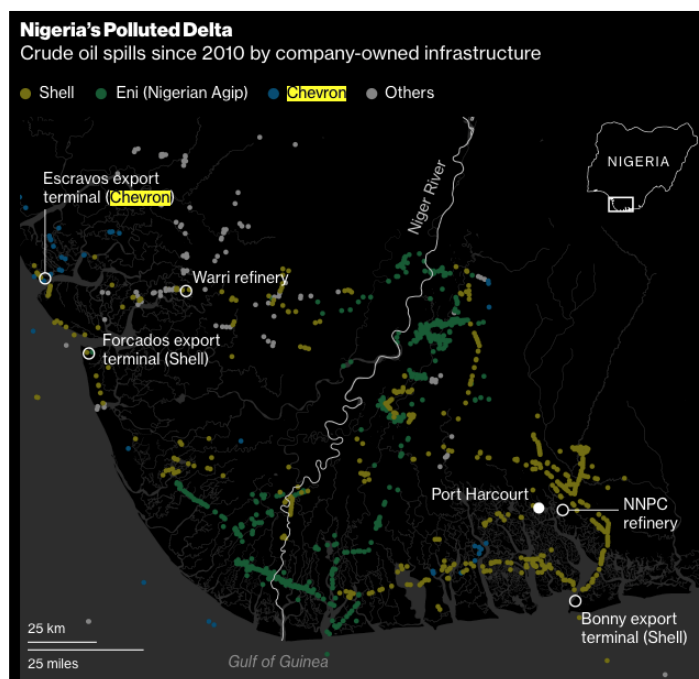 Nigeria's Polluted Delta
Crude oil spills since 2010 by company-owned infrastructure
Shell Eni (Nigerian Agip) Chevron Others
NIGERIA
Niger River
Escravos export
terminal (Chevron)
Warri refinery
Forcados export
terminal (Shell)
Port Harcourt
NNPC
refinery
Bonny export
terminal (Shell)
25 km
25 miles
Gulf of Guinea